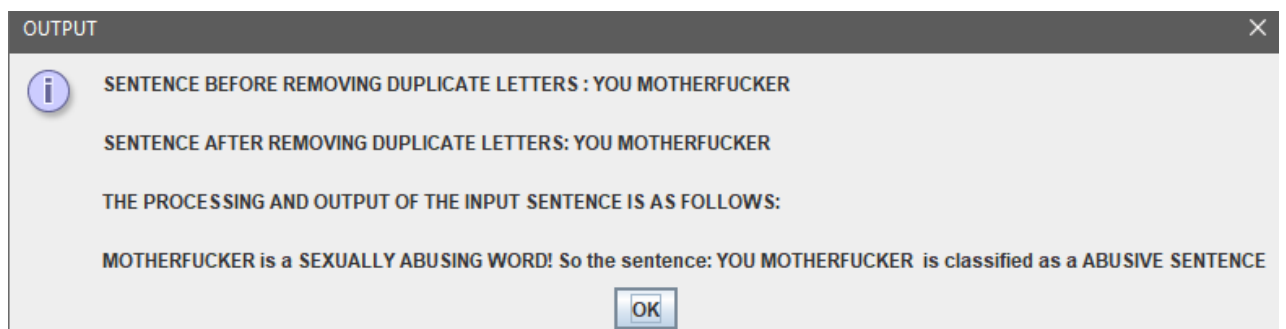 OUTPUT
SENTENCE BEFORE REMOVING DUPLICATE LETTERS : YOU MOTHERFUCKER
SENTENCE AFTER REMOVING DUPLICATE LETTERS: YOU MOTHERFUCKER
THE PROCESSING AND OUTPUT OF THE INPUT SENTENCE IS AS FOLLOWS:
MOTHERFUCKER is a SEXUALLY ABUSING WORD! So the sentence: YOU MOTHERFUCKER is classified as a ABUSIVE SENTENCE
OK